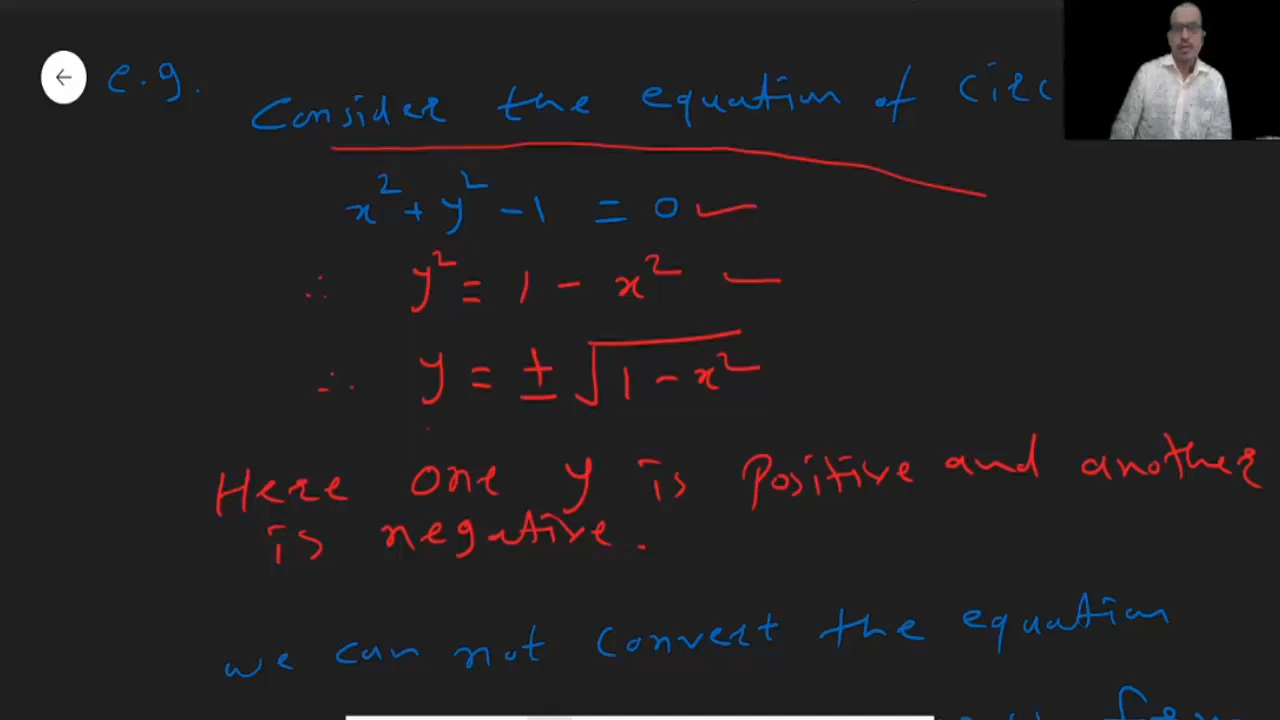 e.g.
Consider the equation of circ
x² + y² - 1 = 0
∴ y² = 1 - x²
∴ y = ± √(1 - x²)
Here one y is Positive and another
is negative.
we can not convert the equation